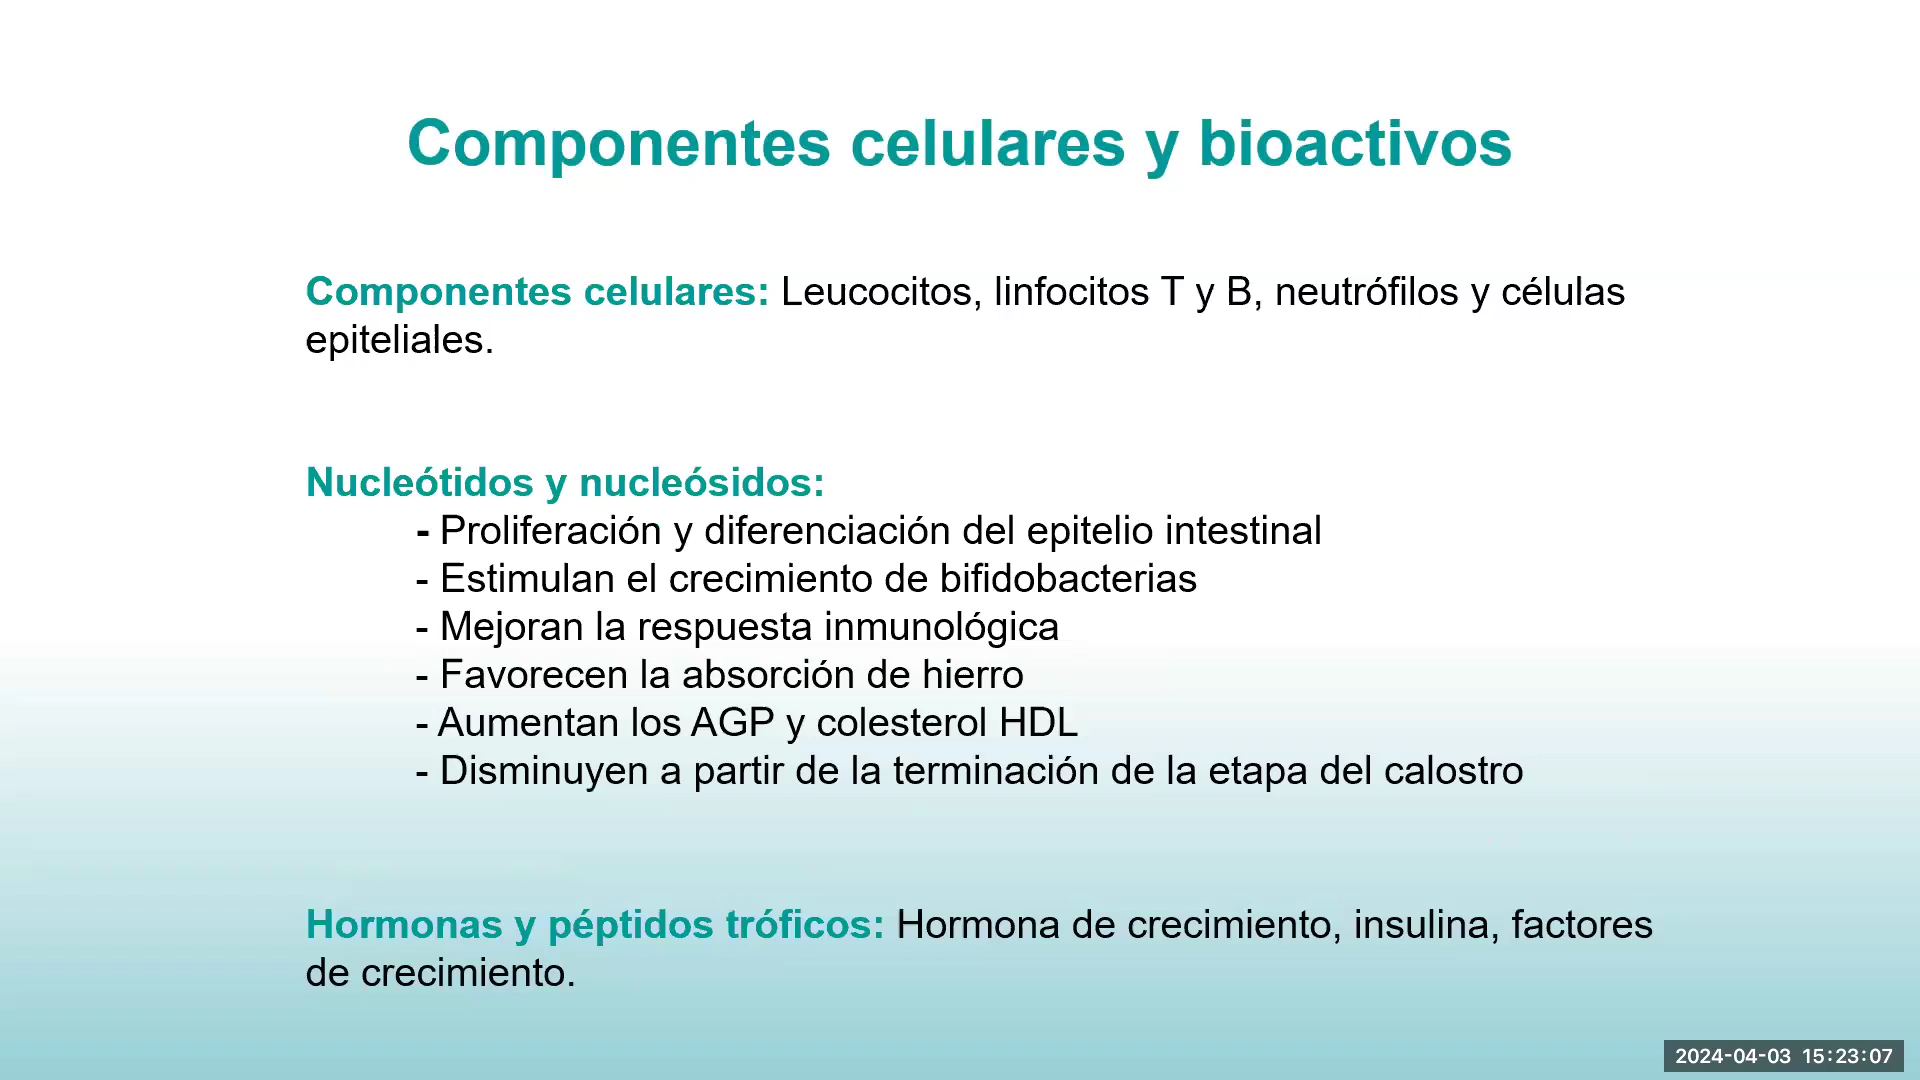 Componentes celulares y bioactivos
Componentes celulares: Leucocitos, linfocitos T y B, neutrófilos y células
epiteliales.
Nucleótidos y nucleósidos:
- Proliferación y diferenciación del epitelio intestinal
- Estimulan el crecimiento de bifidobacterias
- Mejoran la respuesta inmunológica
- Favorecen la absorción de hierro
- Aumentan los AGP y colesterol HDL
- Disminuyen a partir de la terminación de la etapa del calostro
Hormonas y péptidos tróficos: Hormona de crecimiento, insulina, factores
de crecimiento.
2024-04-03 15:23:07